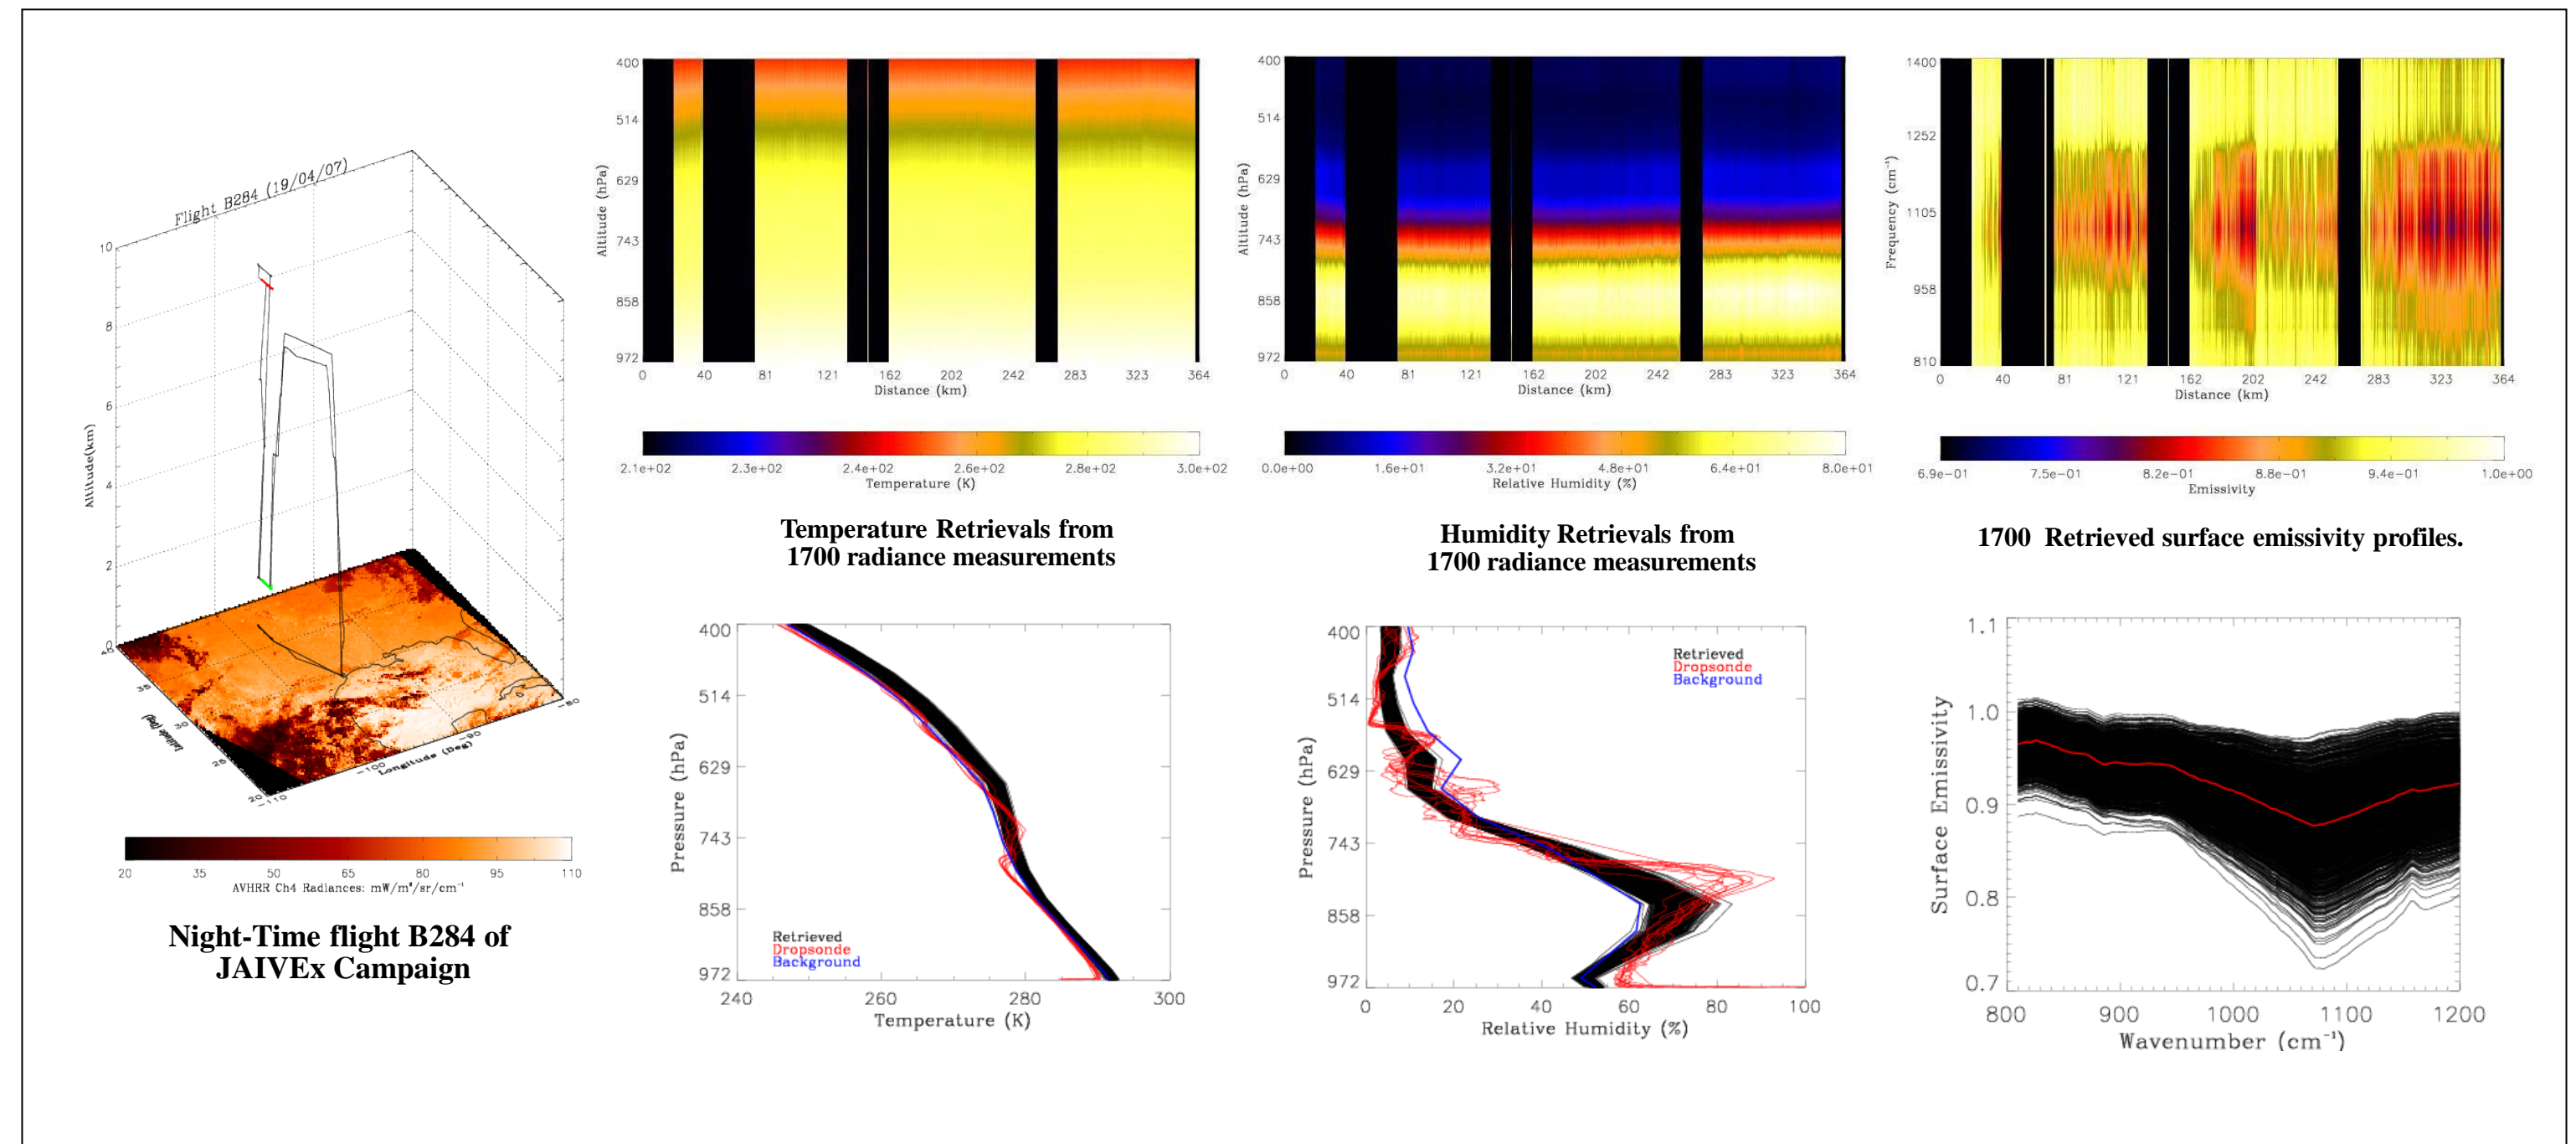 Flight B284 (19/04/07)
10
8
6
4
2
0
Altitude(km)
40
35
30
25
20
Latitude (Deg)
-110
-100
-90
-80
Longitude (Deg)
20 35 50 65 80 95 110
AVHRR Ch4 Radiances: mW/m²/sr/cm⁻¹
Night-Time flight B284 of
JAIVEx Campaign
400
514
629
743
858
972
Altitude (hPa)
0 40 81 121 162 202 242 283 323 364
Distance (km)
2.1e+02 2.3e+02 2.4e+02 2.6e+02 2.8e+02 3.0e+02
Temperature (K)
Temperature Retrievals from
1700 radiance measurements
400
514
629
743
858
972
Altitude (hPa)
0 40 81 121 162 202 242 283 323 364
Distance (km)
0.0e+00 1.6e+01 3.2e+01 4.8e+01 6.4e+01 8.0e+01
Relative Humidity (%)
Humidity Retrievals from
1700 radiance measurements
1400
1252
1105
958
810
Frequency (cm⁻¹)
0 40 81 121 162 202 242 283 323 364
Distance (km)
6.9e-01 7.5e-01 8.2e-01 8.8e-01 9.4e-01 1.0e+00
Emissivity
1700 Retrieved surface emissivity profiles.
400
514
629
743
858
972
Pressure (hPa)
Retrieved
Dropsonde
Background
240 260 280 300
Temperature (K)
400
514
629
743
858
972
Pressure (hPa)
Retrieved
Dropsonde
Background
0 20 40 60 80 100
Relative Humidity (%)
1.1
1.0
0.9
0.8
0.7
Surface Emissivity
800 900 1000 1100 1200
Wavenumber (cm⁻¹)